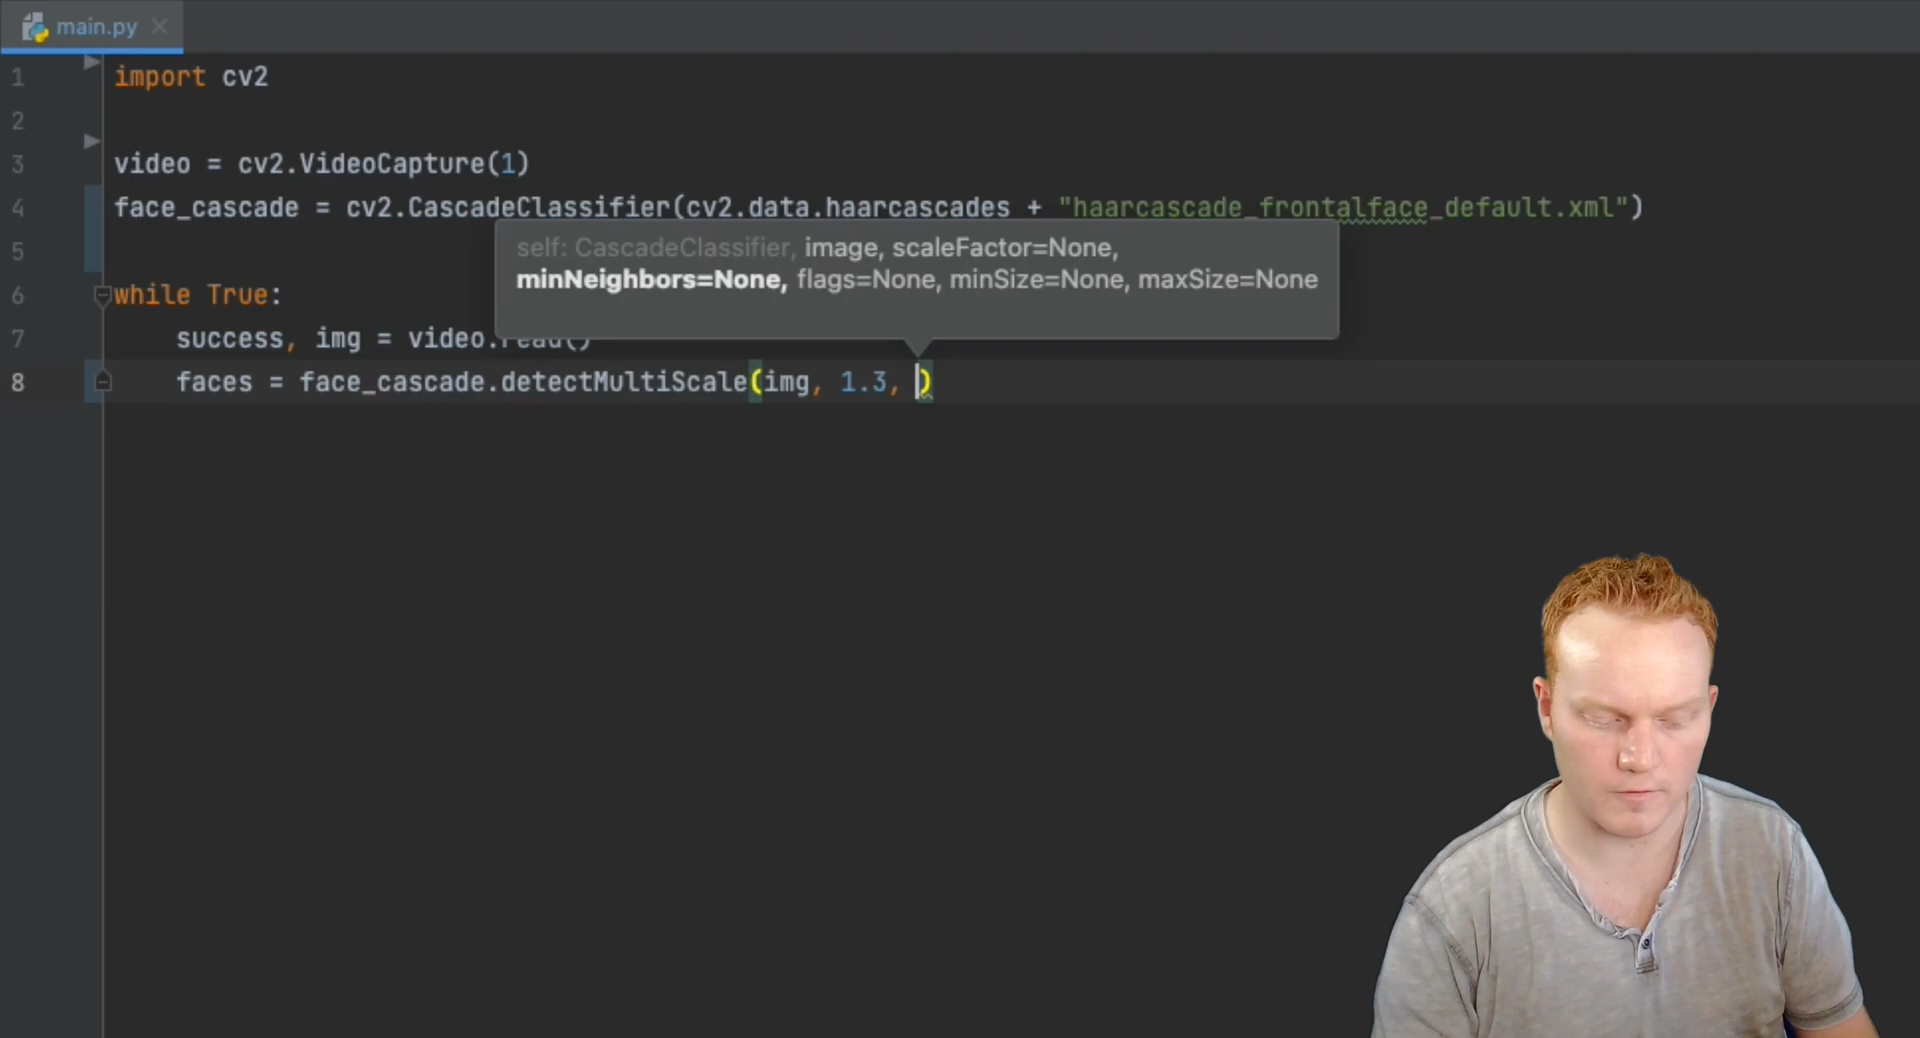 main.py
1 import cv2
2
3 video = cv2.VideoCapture(1)
4 face_cascade = cv2.CascadeClassifier(cv2.data.haarcascades + "haarcascade_frontalface_default.xml")
5
self: CascadeClassifier, image, scaleFactor=None,
minNeighbors=None, flags=None, minSize=None, maxSize=None
6 while True:
7 success, img = video.read()
8 faces = face_cascade.detectMultiScale(img, 1.3, )